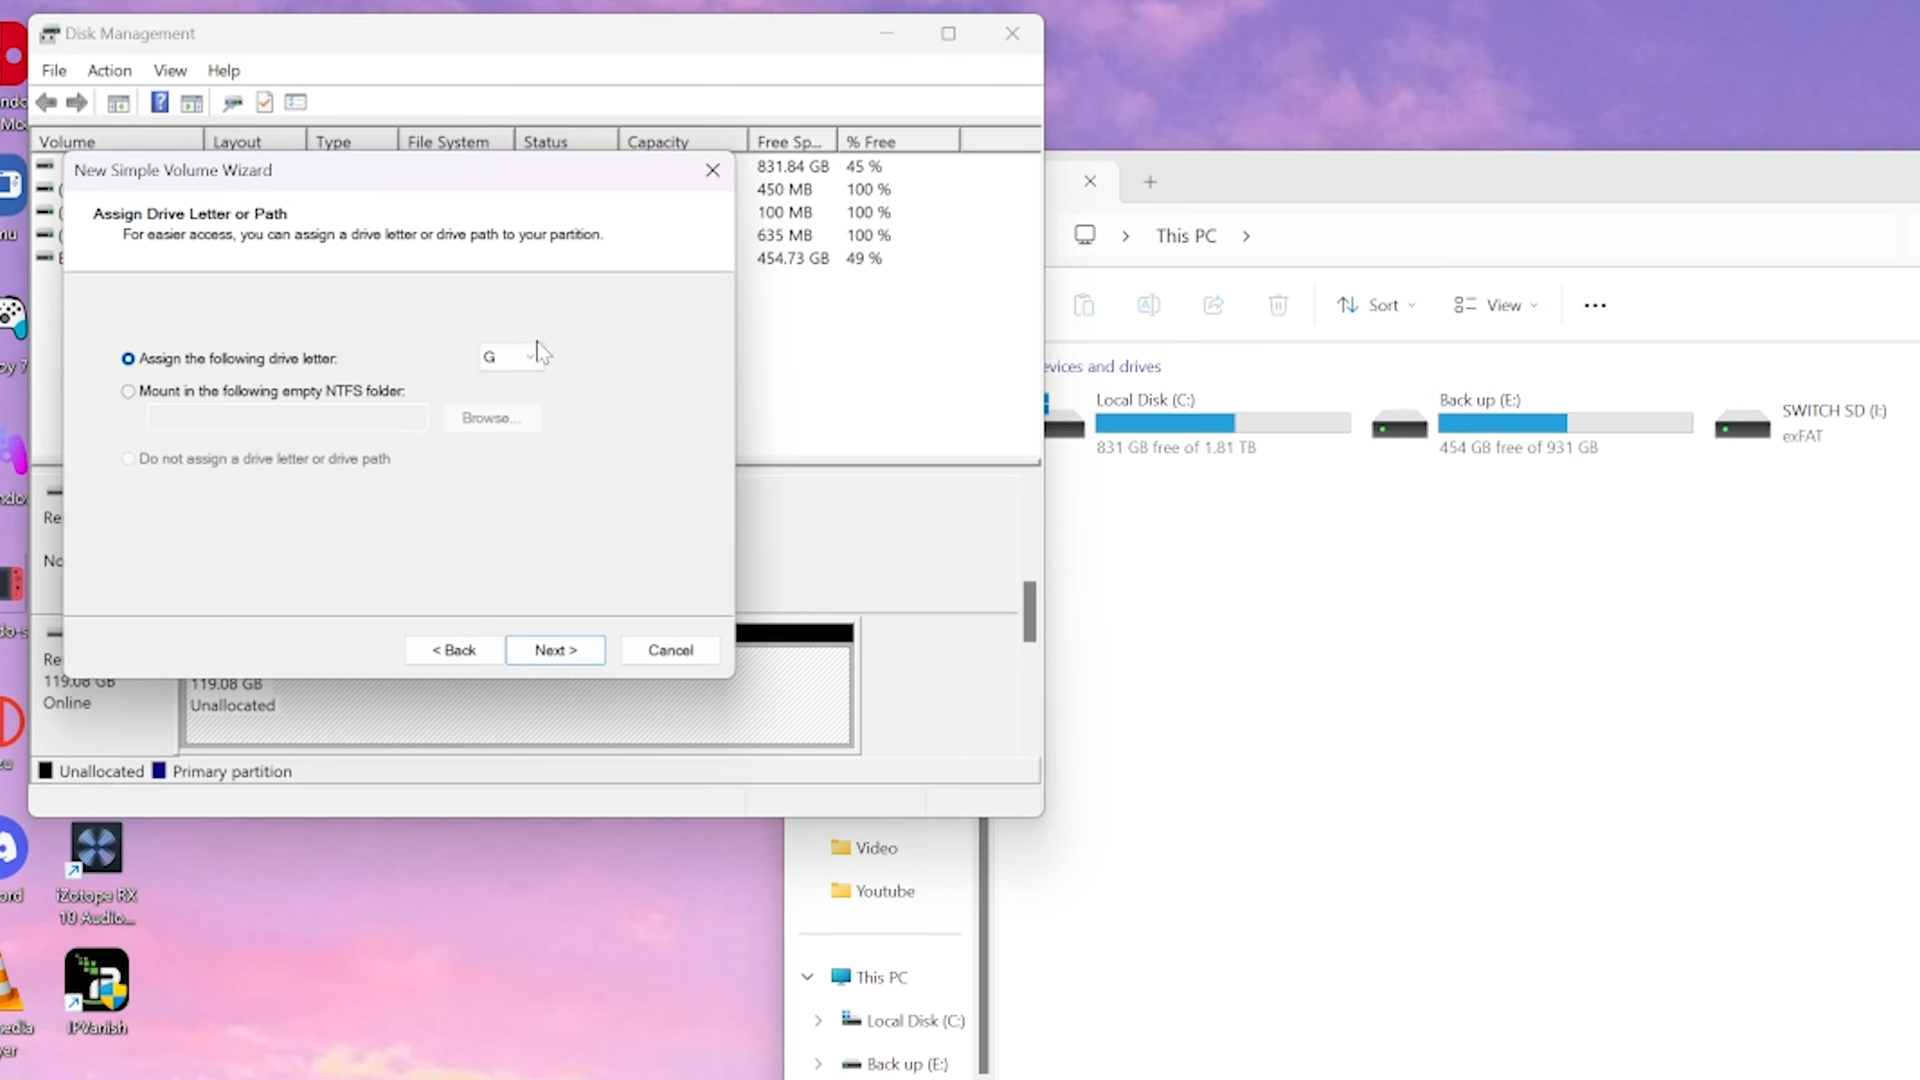 Disk Management
File Action View Help
Volume Layout Type File System Status Capacity Free Sp... % Free
831.84 GB 45 %
450 MB 100 %
100 MB 100 %
635 MB 100 %
454.73 GB 49 %
New Simple Volume Wizard
Assign Drive Letter or Path
For easier access, you can assign a drive letter or drive path to your partition.
Assign the following drive letter: G
Mount in the following empty NTFS folder:
Browse...
Do not assign a drive letter or drive path
< Back Next > Cancel
Re
No
Re
119.08 GB
Online
119.08 GB
Unallocated
Unallocated Primary partition
This PC
Sort View
evices and drives
Local Disk (C:)
831 GB free of 1.81 TB
Back up (E:)
454 GB free of 931 GB
SWITCH SD (I:)
exFAT
Video
Youtube
This PC
Local Disk (C:)
Back up (E:)
iZotope RX
10 Audio...
IPVanish